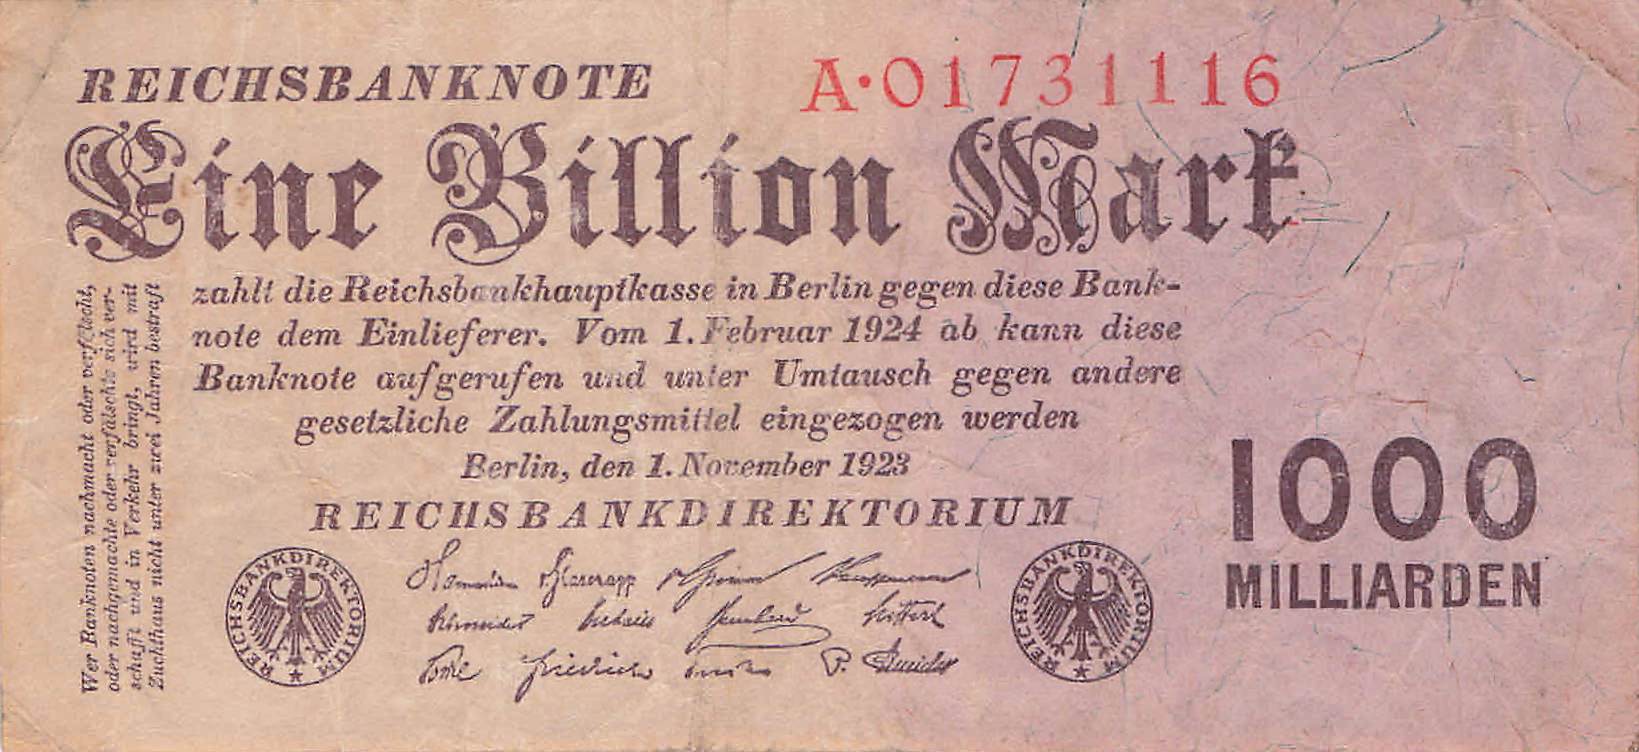 REICHSBANKNOTE
A·01731116
Eine Billion Mark
zahlt die Reichsbankhauptkasse in Berlin gegen diese Bank-
note dem Einlieferer. Vom 1. Februar 1924 ab kann diese
Banknote aufgerufen und unter Umtausch gegen andere
gesetzliche Zahlungsmittel eingezogen werden
Berlin, den 1. November 1923
REICHSBANKDIREKTORIUM
Wer Banknoten nachmacht oder verfälscht,
oder nachgemachte oder verfälschte sich ver-
schafft und in Verkehr bringt, wird mit
Zuchthaus nicht unter zwei Jahren bestraft
1000
MILLIARDEN
REICHSBANKDIREKTORIUM
REICHSBANKDIREKTORIUM